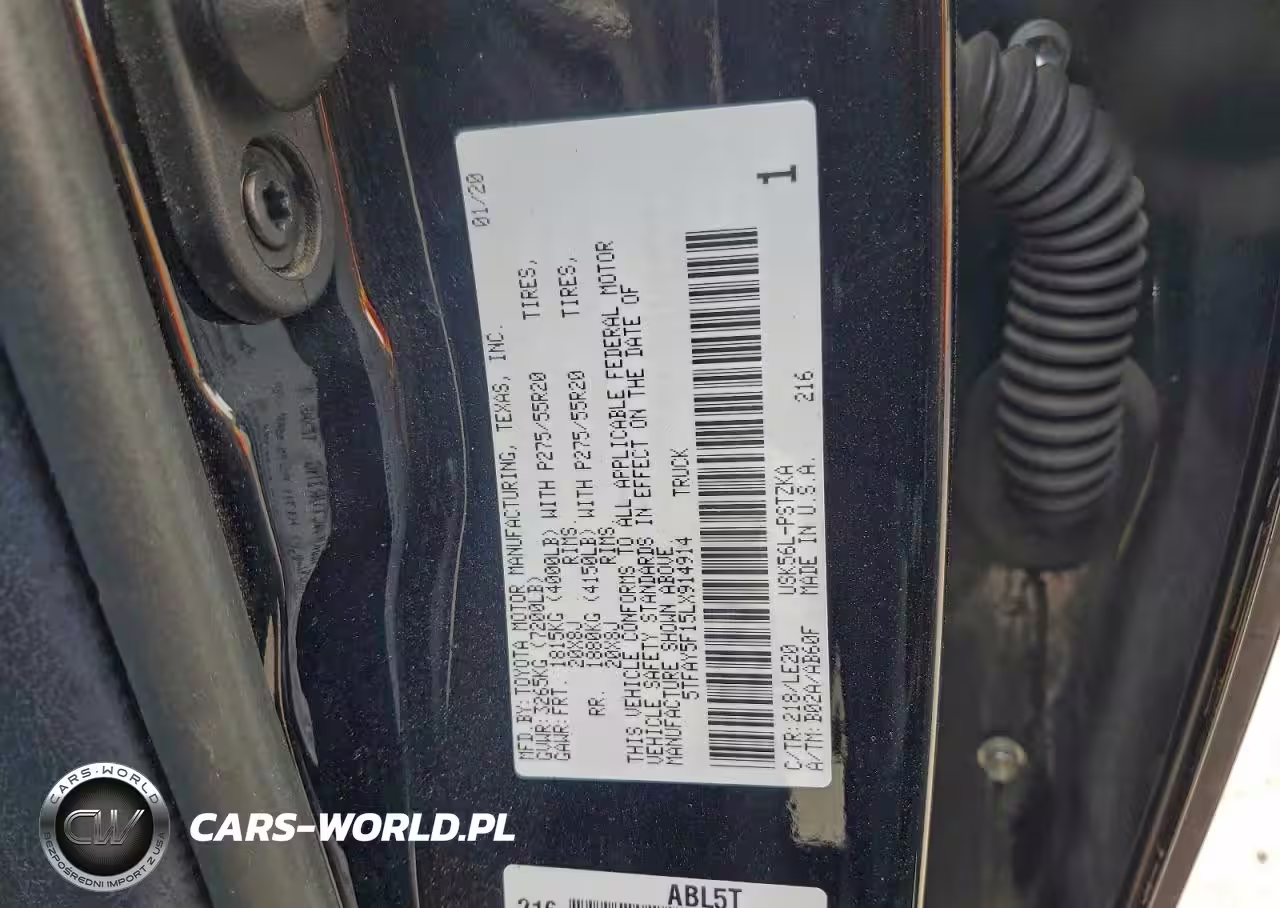 01/20
MFD BY: TOYOTA MOTOR MANUFACTURING, TEXAS, INC.
GVWR: 3265KG (7200LB)
GAWR: FRT. 1815KG (4000LB) WITH P275/55R20 TIRES,
20X8J RIMS
RR. 1880KG (4150LB) WITH P275/55R20 TIRES,
20X8J RIMS
THIS VEHICLE CONFORMS TO ALL APPLICABLE FEDERAL MOTOR
VEHICLE SAFETY STANDARDS IN EFFECT ON THE DATE OF
MANUFACTURE SHOWN ABOVE.
5TFAY5F15LX914914 TRUCK
1
C/TR: 218/LE20 USK56L-PSTZKA 216
A/TM: B02A/AB60F MADE IN U.S.A.
ABL5T
216
CARS-WORLD
CW
BEZPOŚREDNI IMPORT Z USA
CARS-WORLD.PL